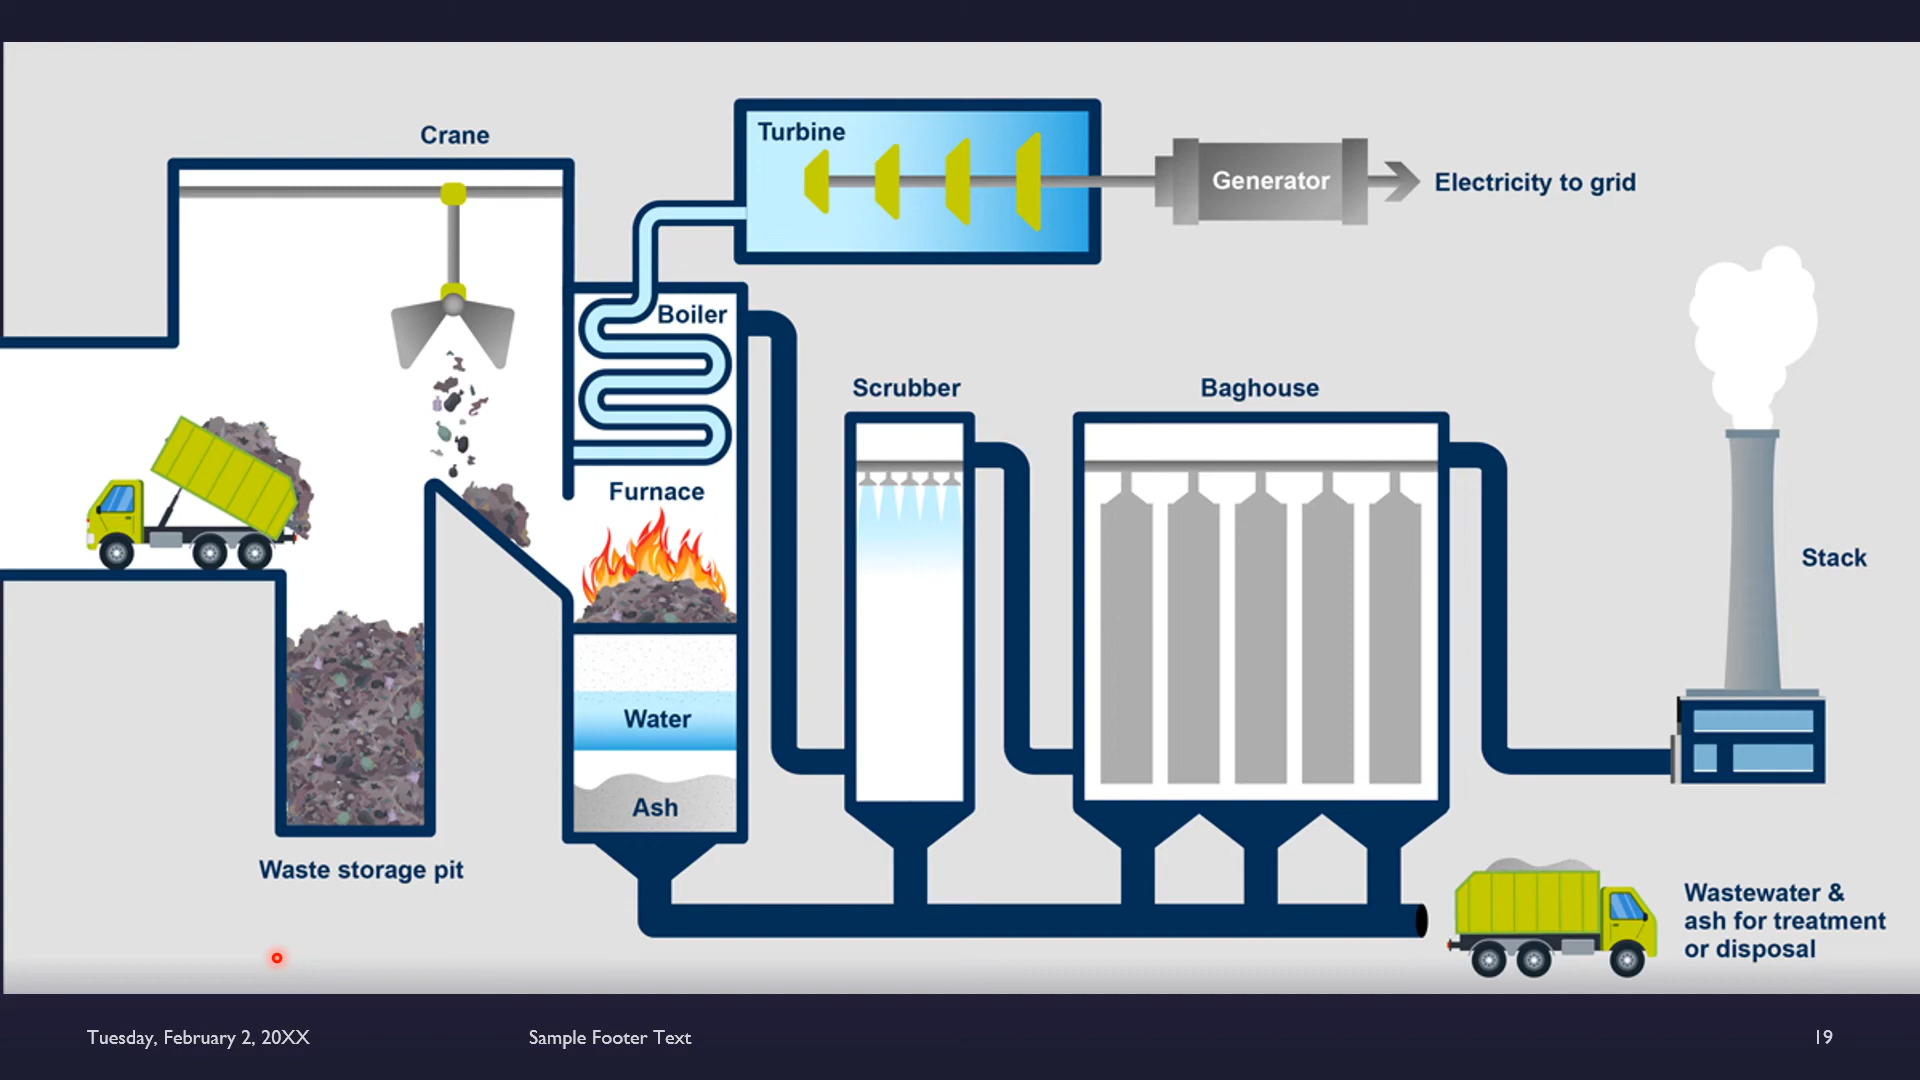 Crane
Turbine
Generator
Electricity to grid
Boiler
Scrubber
Baghouse
Furnace
Stack
Water
Ash
Waste storage pit
Wastewater &
ash for treatment
or disposal
Tuesday, February 2, 20XX
Sample Footer Text
19